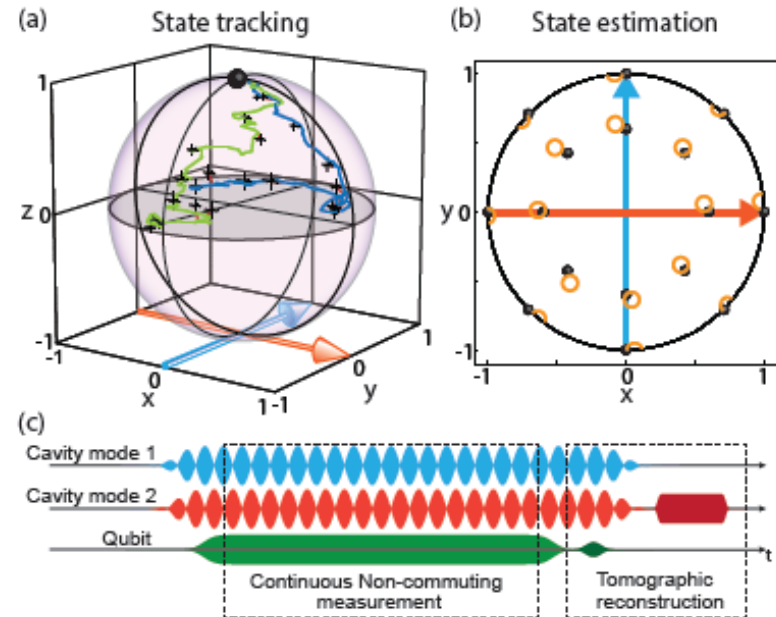 (a) State tracking
1
z 0
-1
-1
0
x
1
-1
0
y
1
(b) State estimation
1
y 0
-1
-1 0 1
x
(c)
Cavity mode 1
Cavity mode 2
Qubit
t
Continuous Non-commuting
measurement
Tomographic
reconstruction